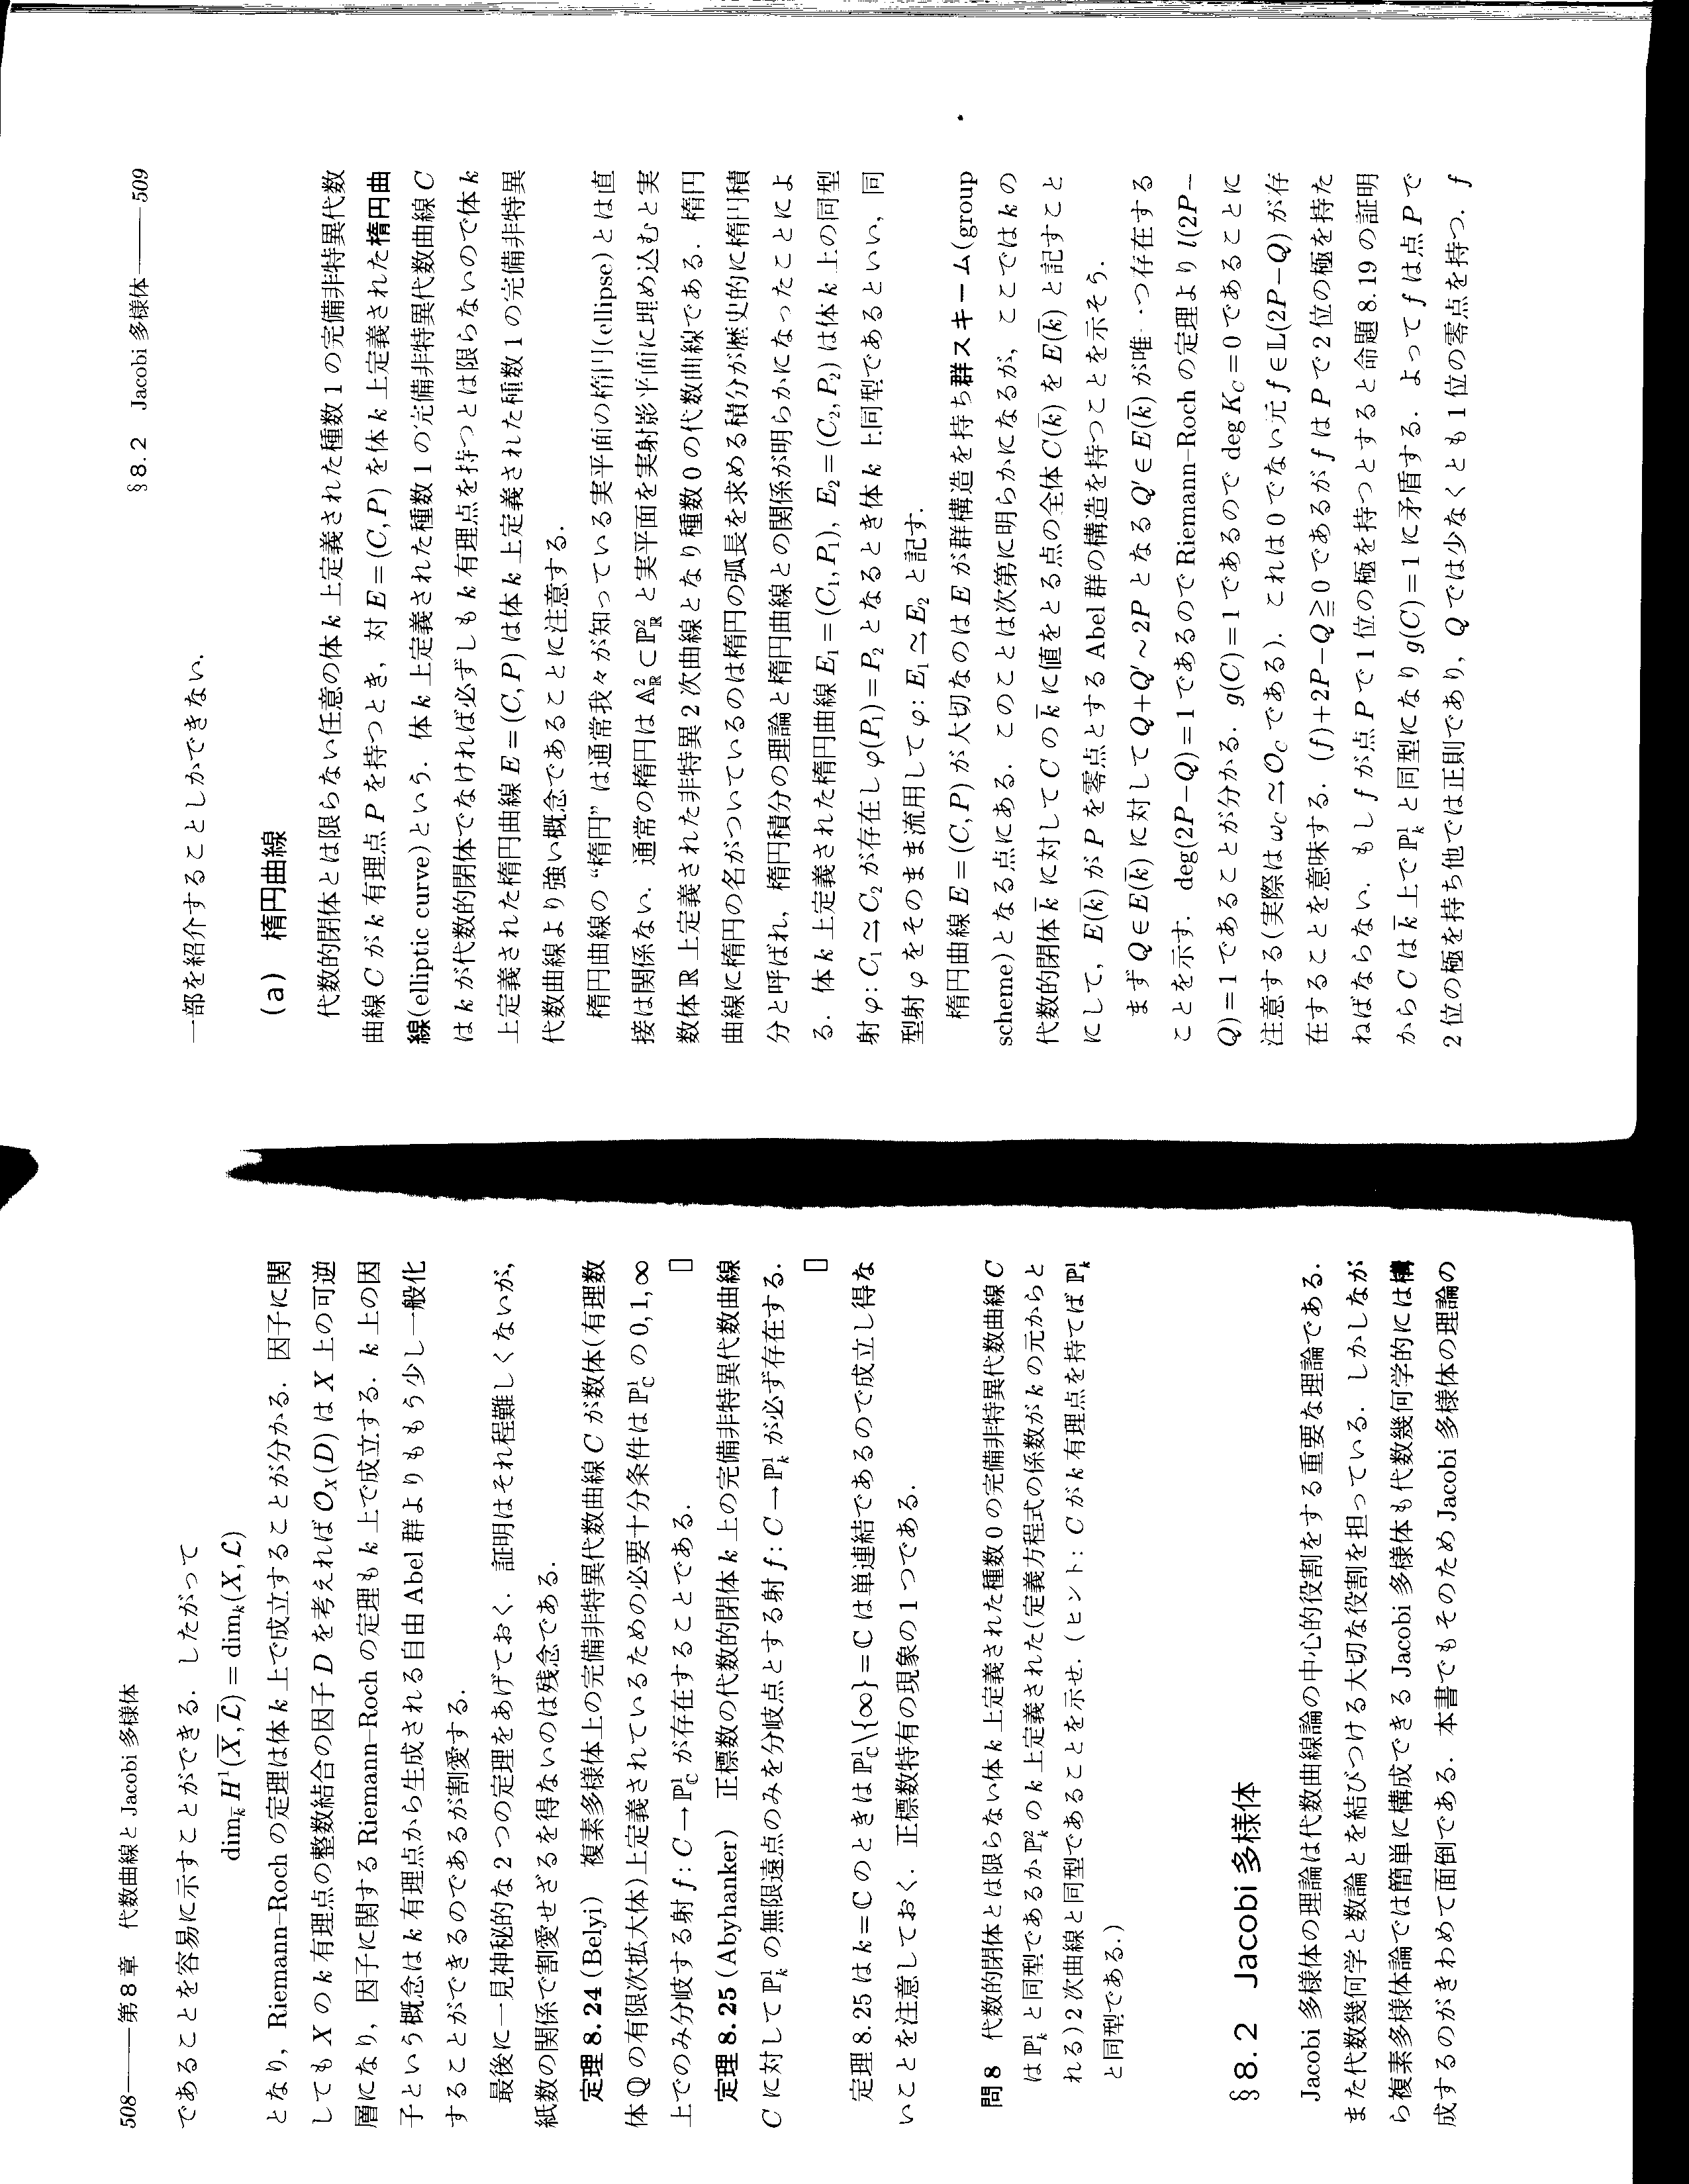 508——第8章 代数曲線と Jacobi 多様体
であることを容易に示すことができる. したがって
dim_{\overline{k}} H^1(\overline{X}, \overline{\mathcal{L}}) = dim_k(X, \mathcal{L})
となり, Riemann–Roch の定理は体 k 上で成立することが分かる. 因子に関
しても X の k 有理点の整数結合の因子 D を考えれば O_X(D) は X 上の可逆
層になり, 因子に関する Riemann–Roch の定理も k 上で成立する. k 上の因
子という概念は k 有理点から生成される自由 Abel 群よりももう少し一般化
することができるのであるが割愛する.
最後に一見神秘的な 2 つの定理をあげておく. 証明はそれ程難しくないが,
紙数の関係で割愛せざるを得ないのは残念である.
定理 8.24 (Belyi) 複素多様体上の完備非特異代数曲線 C が数体(有理数
体 ℚ の有限次拡大体)上定義されているための必要十分条件は ℙ^1_ℂ の 0, 1, ∞
上でのみ分岐する射 f: C → ℙ^1_ℂ が存在することである. □
定理 8.25 (Abyhanker) 正標数の代数的閉体 k 上の完備非特異代数曲線
C に対して ℙ^1_k の無限遠点のみを分岐点とする射 f: C → ℙ^1_k が必ず存在する.
□
定理 8.25 は k = ℂ のときは ℙ^1_ℂ\{∞} = ℂ は単連結であるので成立し得な
いことを注意しておく. 正標数特有の現象の 1 つである.
問 8 代数的閉体とは限らない体 k 上定義された種数 0 の完備非特異代数曲線 C
は ℙ^1_k と同型であるか ℙ^2_k の k 上定義された(定義方程式の係数が k の元からと
れる) 2 次曲線と同型であることを示せ. (ヒント: C が k 有理点を持てば ℙ^1_k
と同型である.)
§8.2 Jacobi 多様体
Jacobi 多様体の理論は代数曲線論の中心的役割をする重要な理論である.
また代数幾何学と数論とを結びつける大切な役割を担っている. しかしなが
ら複素多様体論では簡単に構成できる Jacobi 多様体も代数幾何学的には構
成するのがきわめて面倒である. 本書でもそのため Jacobi 多様体の理論の
§8.2 Jacobi 多様体——509
一部を紹介することしかできない.
(a) 楕円曲線
代数的閉体とは限らない任意の体 k 上定義された種数 1 の完備非特異代数
曲線 C が k 有理点 P を持つとき, 対 E = (C, P) を体 k 上定義された楕円曲
線(elliptic curve)という. 体 k 上定義された種数 1 の完備非特異代数曲線 C
は k が代数的閉体でなければ必ずしも k 有理点を持つとは限らないので体 k
上定義された楕円曲線 E = (C, P) は体 k 上定義された種数 1 の完備非特異
代数曲線より強い概念であることに注意する.
楕円曲線の “楕円” は通常我々が知っている実平面の楕円(ellipse)とは直
接は関係ない. 通常の楕円は 𝔸^2_ℝ ⊂ ℙ^2_ℝ と実平面を実射影平面に埋め込むと実
数体 ℝ 上定義された非特異 2 次曲線となり種数 0 の代数曲線である. 楕円
曲線に楕円の名がついているのは楕円の弧長を求める積分が歴史的に楕円積
分と呼ばれ, 楕円積分の理論と楕円曲線との関係が明らかになったことによ
る. 体 k 上定義された楕円曲線 E_1 = (C_1, P_1), E_2 = (C_2, P_2) は体 k 上の同型
射 φ: C_1 ⥲ C_2 が存在し φ(P_1) = P_2 となるとき体 k 上同型であるといい, 同
型射 φ をそのまま流用して φ: E_1 ⥲ E_2 と記す.
楕円曲線 E = (C, P) が大切なのは E が群構造を持ち群スキーム(group
scheme)となる点にある. このことは次第に明らかになるが, ここでは k の
代数的閉体 \overline{k} に対して C の \overline{k} に値をとる点の全体 C(\overline{k}) を E(\overline{k}) と記すこと
にして, E(\overline{k}) が P を零点とする Abel 群の構造を持つことを示そう.
まず Q ∈ E(\overline{k}) に対して Q+Q′ ∼ 2P となる Q′ ∈ E(\overline{k}) が唯一つ存在する
ことを示す. deg(2P−Q) = 1 であるので Riemann–Roch の定理より l(2P−
Q) = 1 であることが分かる. g(C) = 1 であるので deg K_C = 0 であることに
注意する(実際は ω_C ⥲ O_C である). これは 0 でない元 f ∈ 𝕃(2P−Q) が存
在することを意味する. (f)+2P−Q ≧ 0 であるが f は P で 2 位の極を持た
ねばならない. もし f が点 P で 1 位の極を持つとすると命題 8.19 の証明
から C は \overline{k} 上で ℙ^1_{\overline{k}} と同型になり g(C) = 1 に矛盾する. よって f は点 P で
2 位の極を持ち他では正則であり, Q では少なくとも 1 位の零点を持つ. f